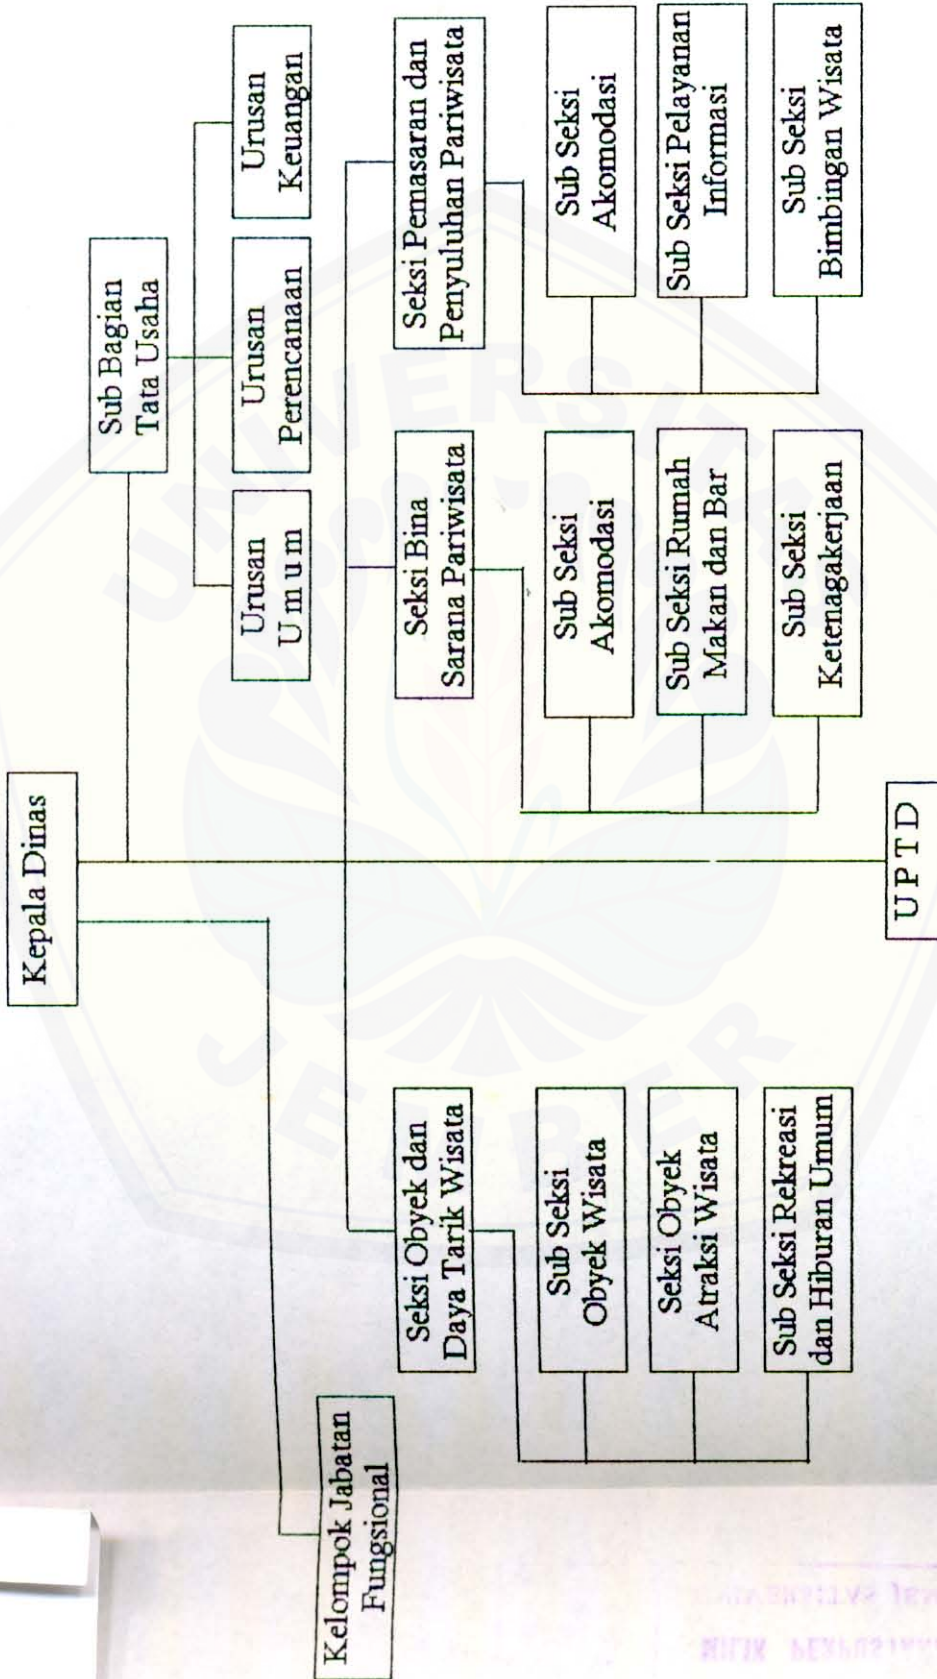 Kepala Dinas
Sub Bagian
Tata Usaha
Urusan
U m u m
Urusan
Perencanaan
Urusan
Keuangan
Kelompok Jabatan
Fungsional
Seksi Obyek dan
Daya Tarik Wisata
Seksi Bina
Sarana Pariwisata
Seksi Pemasaran dan
Penyuluhan Pariwisata
Sub Seksi
Obyek Wisata
Seksi Obyek
Atraksi Wisata
Sub Seksi Rekreasi
dan Hiburan Umum
Sub Seksi
Akomodasi
Sub Seksi Rumah
Makan dan Bar
Sub Seksi
Ketenagakerjaan
Sub Seksi
Akomodasi
Sub Seksi Pelayanan
Informasi
Sub Seksi
Bimbingan Wisata
U P T D
UNIVERSITAS
JEMBER